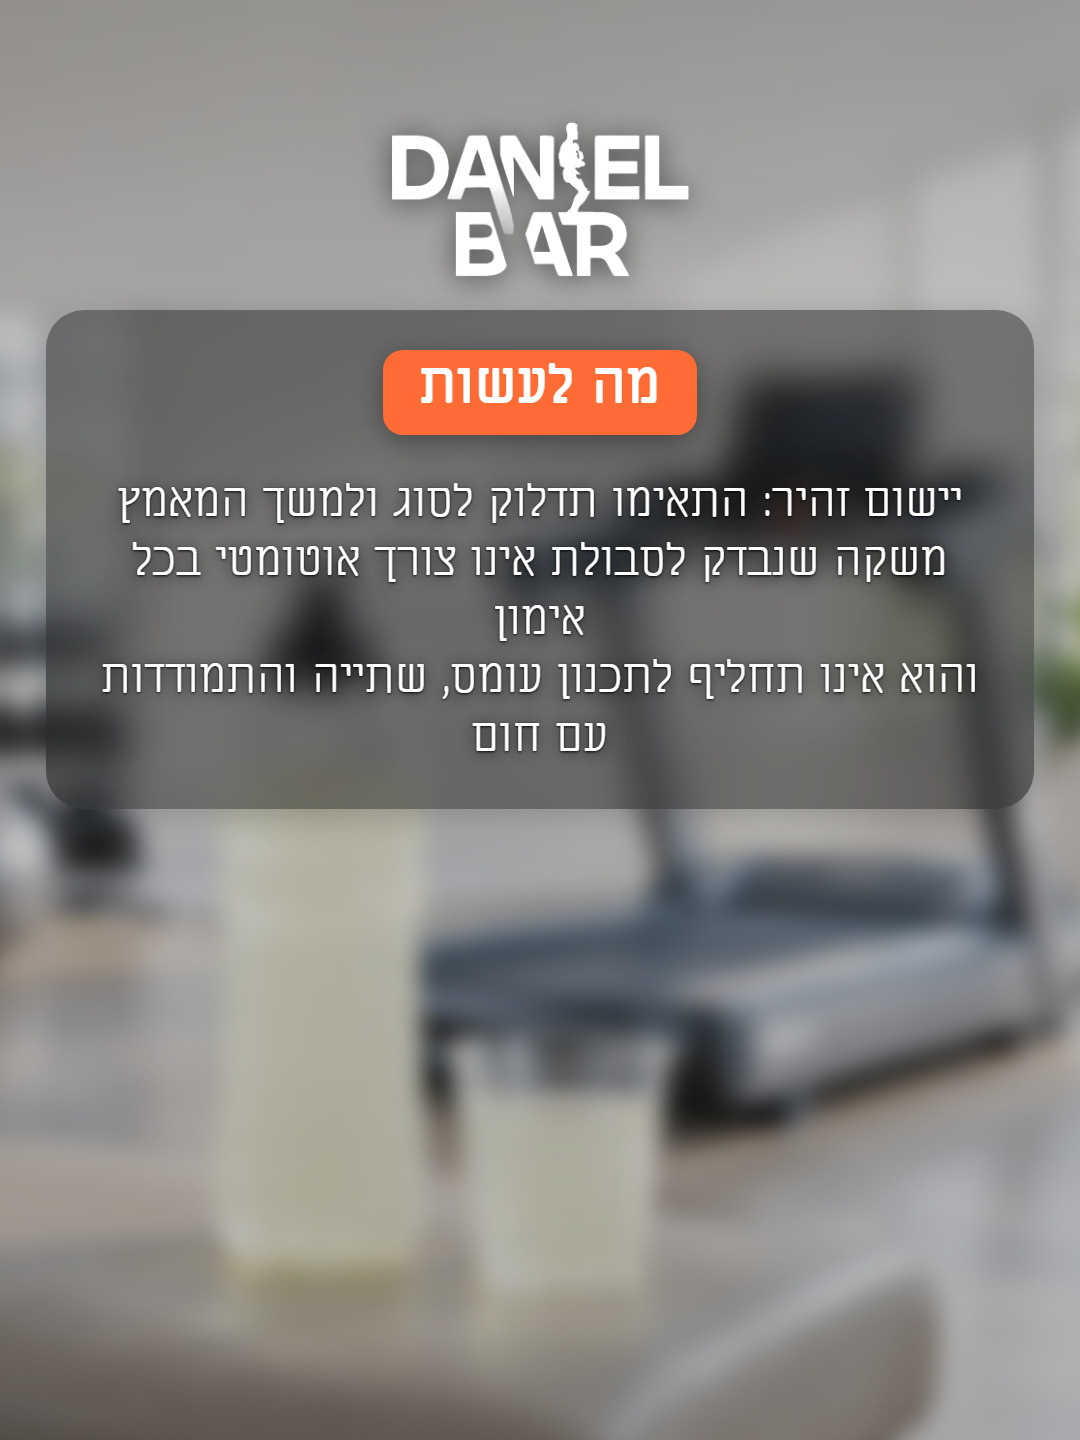 DANIEL
BAR
מה לעשות
יישום זהיר: התאימו תדלוק לסוג ולמשך המאמץ
משקה שנבדק לסבולת אינו צורך אוטומטי בכל
אימון
והוא אינו תחליף לתכנון עומס, שתייה והתמודדות
עם חום